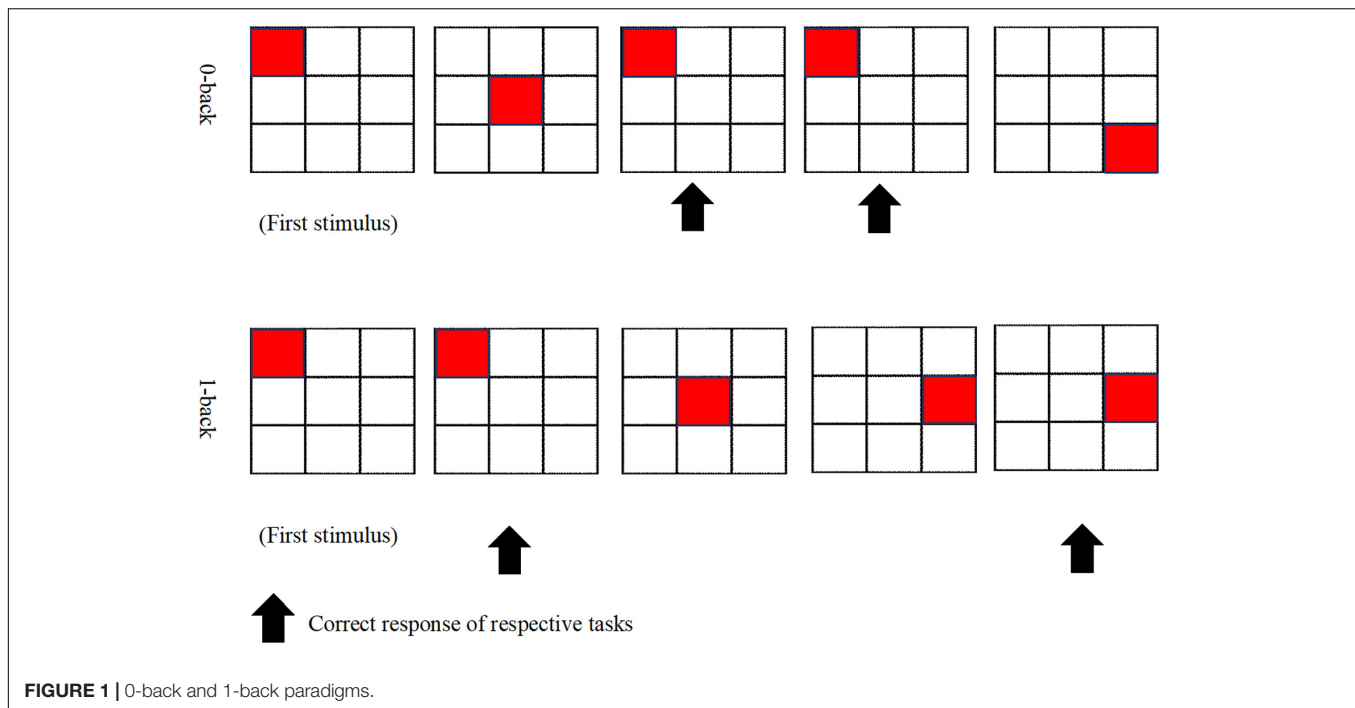 0-back
(First stimulus)
1-back
(First stimulus)
Correct response of respective tasks
FIGURE 1 | 0-back and 1-back paradigms.